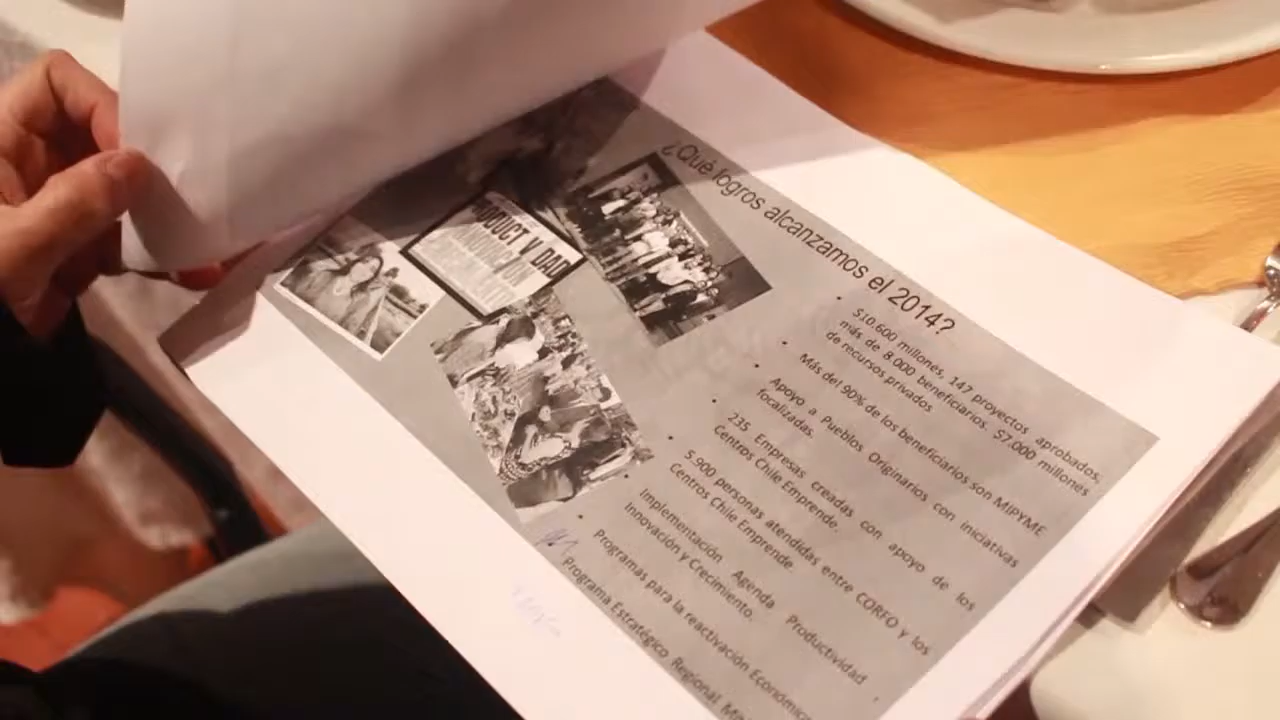 ¿Qué logros alcanzamos el 2014?
• $10.600 millones, 147 proyectos aprobados,
más de 8.000 beneficiarios. $7.000 millones
de recursos privados
• Más del 90% de los beneficiarios son MIPYME
• Apoyo a Pueblos Originarios con iniciativas
focalizadas.
• 235 Empresas creadas con apoyo de los
Centros Chile Emprende.
• 5.900 personas atendidas entre CORFO y los
Centros Chile Emprende.
• Implementación Agenda Productividad
Innovación y Crecimiento.
• Programas para la reactivación Económica
Programa Estratégico Regional